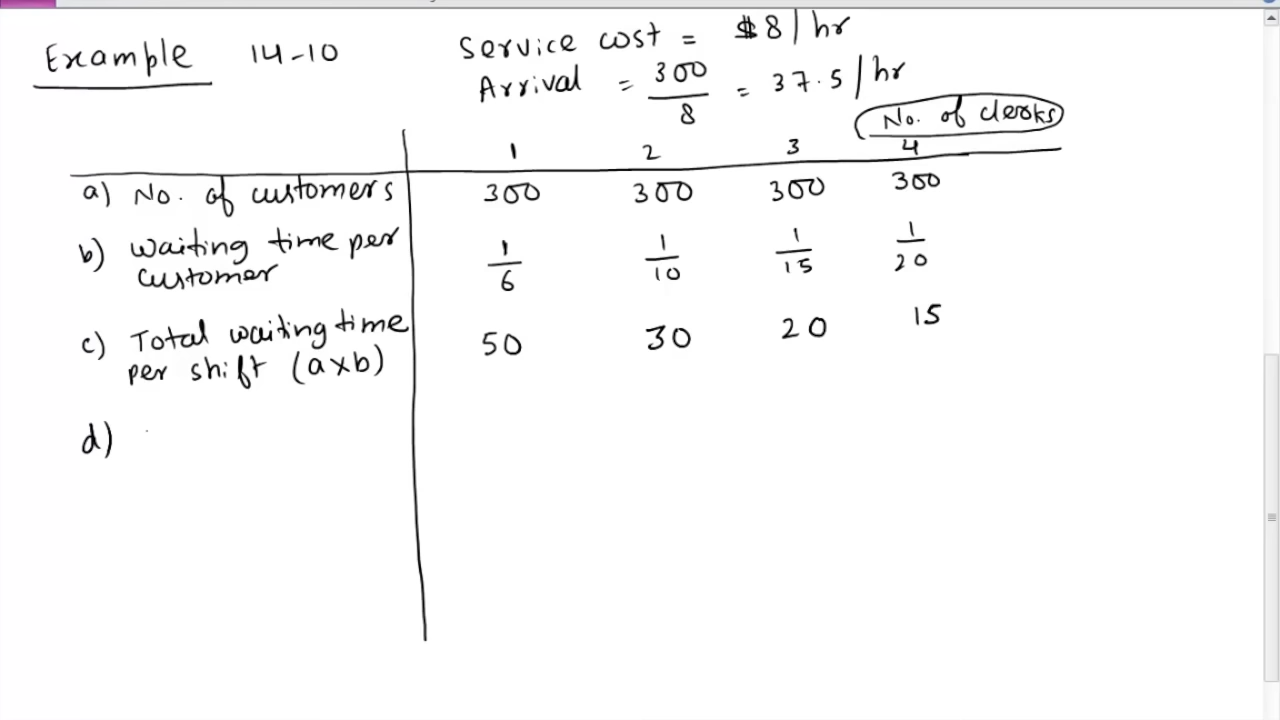 Example 14-10 Service cost = $8/hr
Arrival = 300/8 = 37.5/hr
No. of clerks
1 2 3 4
a) No. of customers 300 300 300 300
b) Waiting time per customer 1/6 1/10 1/15 1/20
c) Total waiting time per shift (axb) 50 30 20 15
d)